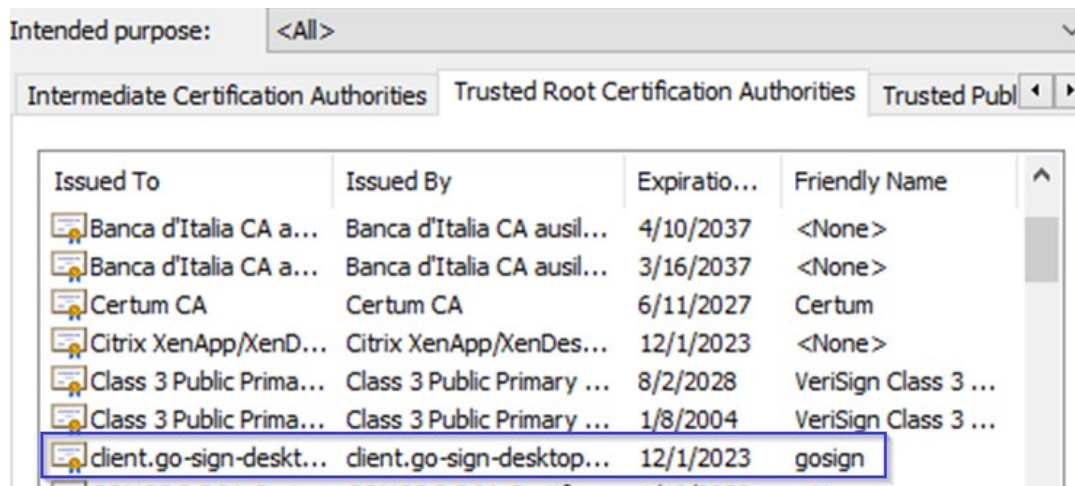 Intended purpose: <All>
Intermediate Certification Authorities Trusted Root Certification Authorities Trusted Publ
Issued To Issued By Expiratio... Friendly Name
Banca d'Italia CA a... Banca d'Italia CA ausil... 4/10/2037 <None>
Banca d'Italia CA a... Banca d'Italia CA ausil... 3/16/2037 <None>
Certum CA Certum CA 6/11/2027 Certum
Citrix XenApp/XenD... Citrix XenApp/XenDes... 12/1/2023 <None>
Class 3 Public Prima... Class 3 Public Primary ... 8/2/2028 VeriSign Class 3 ...
Class 3 Public Prima... Class 3 Public Primary ... 1/8/2004 VeriSign Class 3 ...
client.go-sign-deskt... client.go-sign-desktop... 12/1/2023 gosign